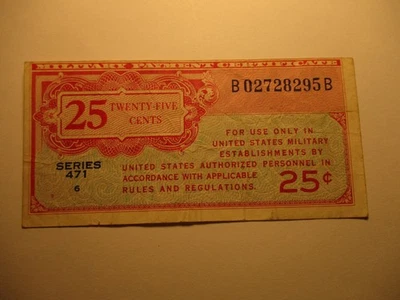 MILITARY PAYMENT CERTIFICATE
B02728295B
25 TWENTY-FIVE
CENTS
FOR USE ONLY IN
UNITED STATES MILITARY
ESTABLISHMENTS BY
UNITED STATES AUTHORIZED PERSONNEL IN
ACCORDANCE WITH APPLICABLE
RULES AND REGULATIONS.
SERIES
471
6
25¢